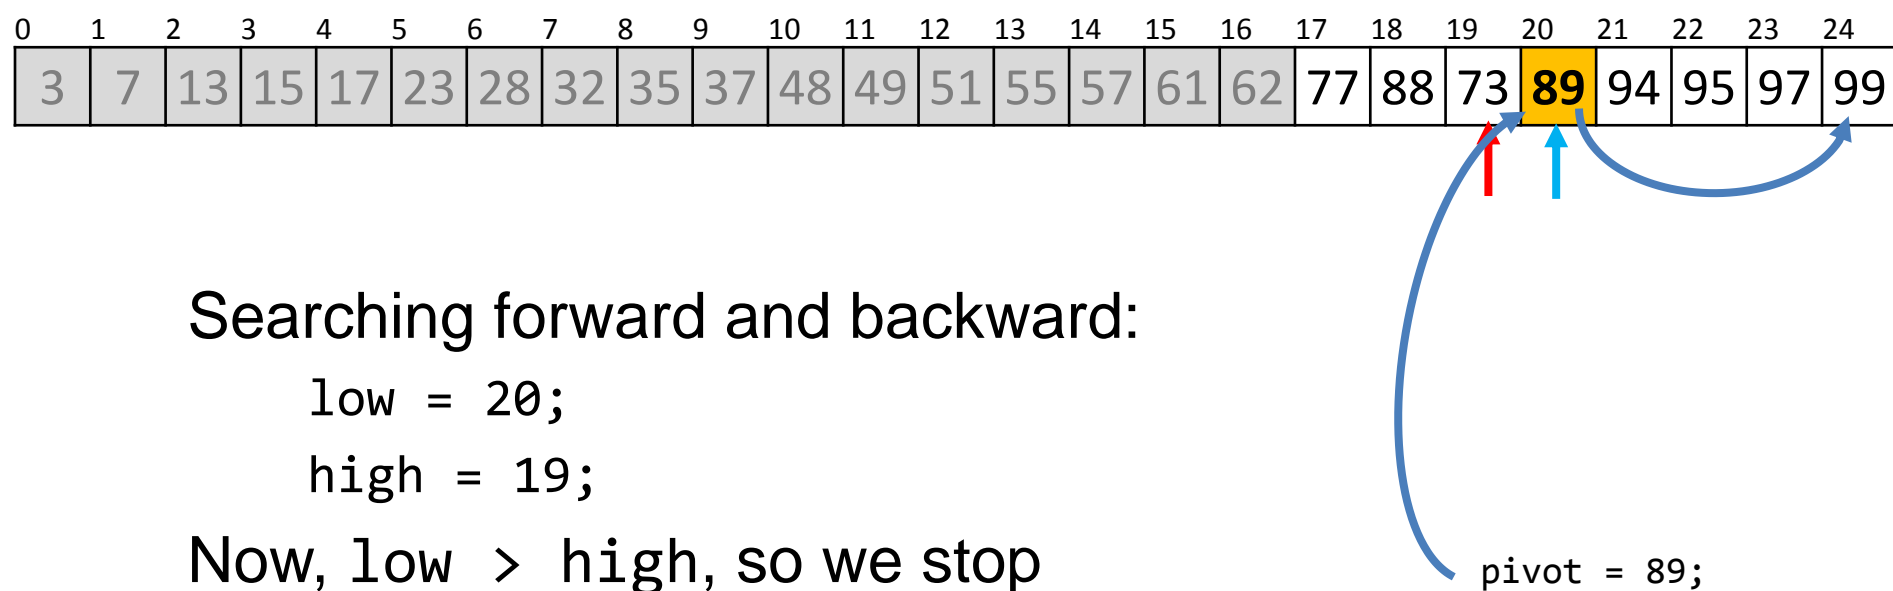 0 1 2 3 4 5 6 7 8 9 10 11 12 13 14 15 16 17 18 19 20 21 22 23 24
3 7 13 15 17 23 28 32 35 37 48 49 51 55 57 61 62 77 88 73 89 94 95 97 99
Searching forward and backward:
low = 20;
high = 19;
Now, low > high, so we stop
pivot = 89;